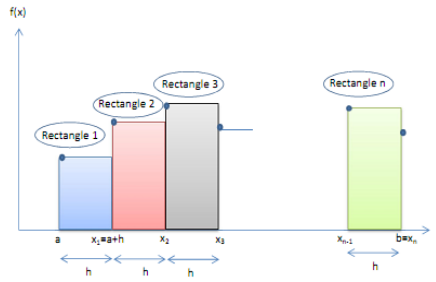 f(x)
Rectangle 1
Rectangle 2
Rectangle 3
Rectangle n
a
x₁=a+h
x₂
x₃
xₙ₋₁
b=xₙ
h
h
h
h